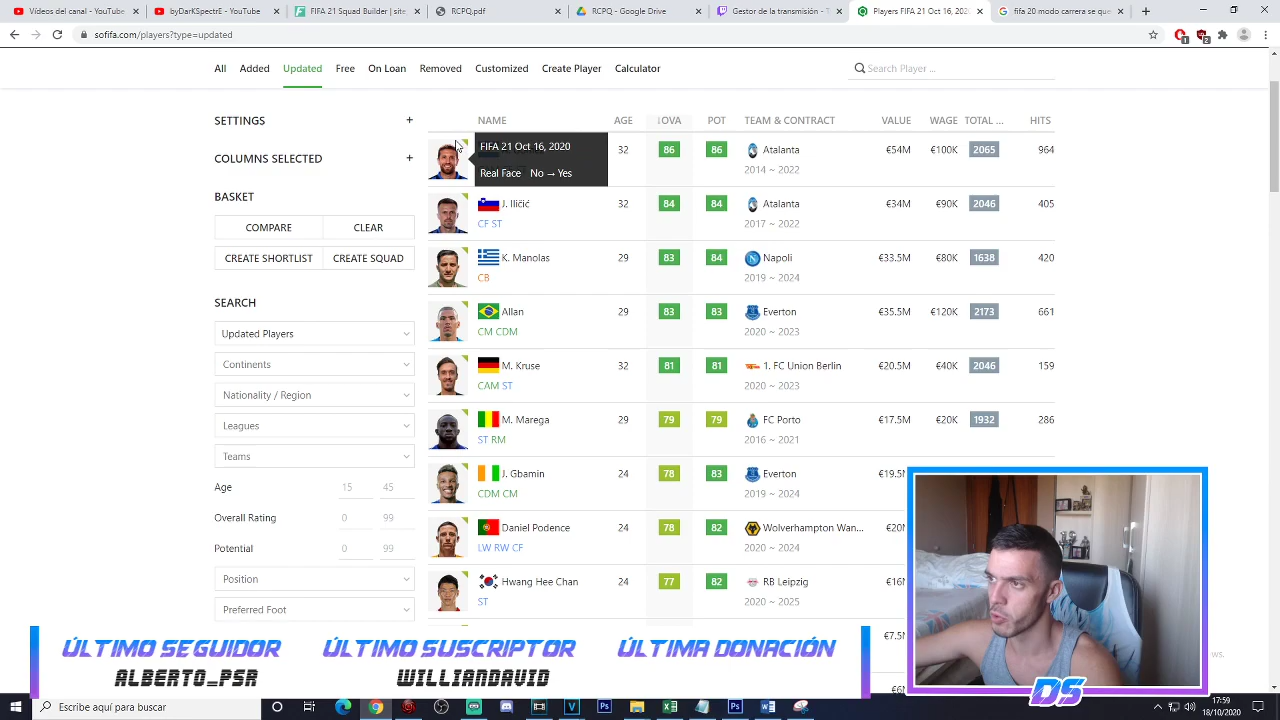 Vídeos del canal - YouTube
byDarKSpectrE - YouTube
FIFA 21 Squad Builder | site
RCPQpdf
RCPQ - Google Drive
Gestor de la transmisión - T
Players FIFA 21 Oct 16, 202
fifa 20 modo carrera se que
sofifa.com/players?type=updated
All Added Updated Free On Loan Removed Customized Create Player Calculator
Search Player ...
SETTINGS +
COLUMNS SELECTED +
BASKET
COMPARE CLEAR
CREATE SHORTLIST CREATE SQUAD
SEARCH
Updated Players
Continents
Nationality / Region
Leagues
Teams
Age 15 45
Overall Rating 0 99
Potential 0 99
Position
Preferred Foot
NAME AGE ↓OVA POT TEAM & CONTRACT VALUE WAGE TOTAL ... HITS
FIFA 21 Oct 16, 2020
Real Face No → Yes
32 86 86 Atalanta €54M €100K 2065 964
2014 ~ 2022
J. Iličić 32 84 84 Atalanta €34M €90K 2046 405
CF ST 2017 ~ 2022
K. Manolas 29 83 84 Napoli .5M €80K 1638 420
CB 2019 ~ 2024
Allan 29 83 83 Everton .5M €120K 2173 661
CM CDM 2020 ~ 2023
M. Kruse 32 81 81 1. FC Union Berlin .5M €40K 2046 159
CAM ST 2020 ~ 2023
M. Marega 29 79 79 FC Porto €17.5M €20K 1932 286
ST RM 2016 ~ 2021
J. Gbamin 24 78 83 Everton €19.5M
CDM CM 2019 ~ 2024
Daniel Podence 24 78 82 Wolverhampton Wan...
LW RW CF 2020 ~ 2024
Hwang Hee Chan 24 77 82 RB Leipzig
ST 2020 ~ 2025
ÚLTIMO SEGUIDOR ÚLTIMO SUSCRIPTOR ÚLTIMA DONACIÓN
ALBERTO_PSR WILLIANDAVID
DS
Escribe aquí para buscar
17:59
18/10/2020